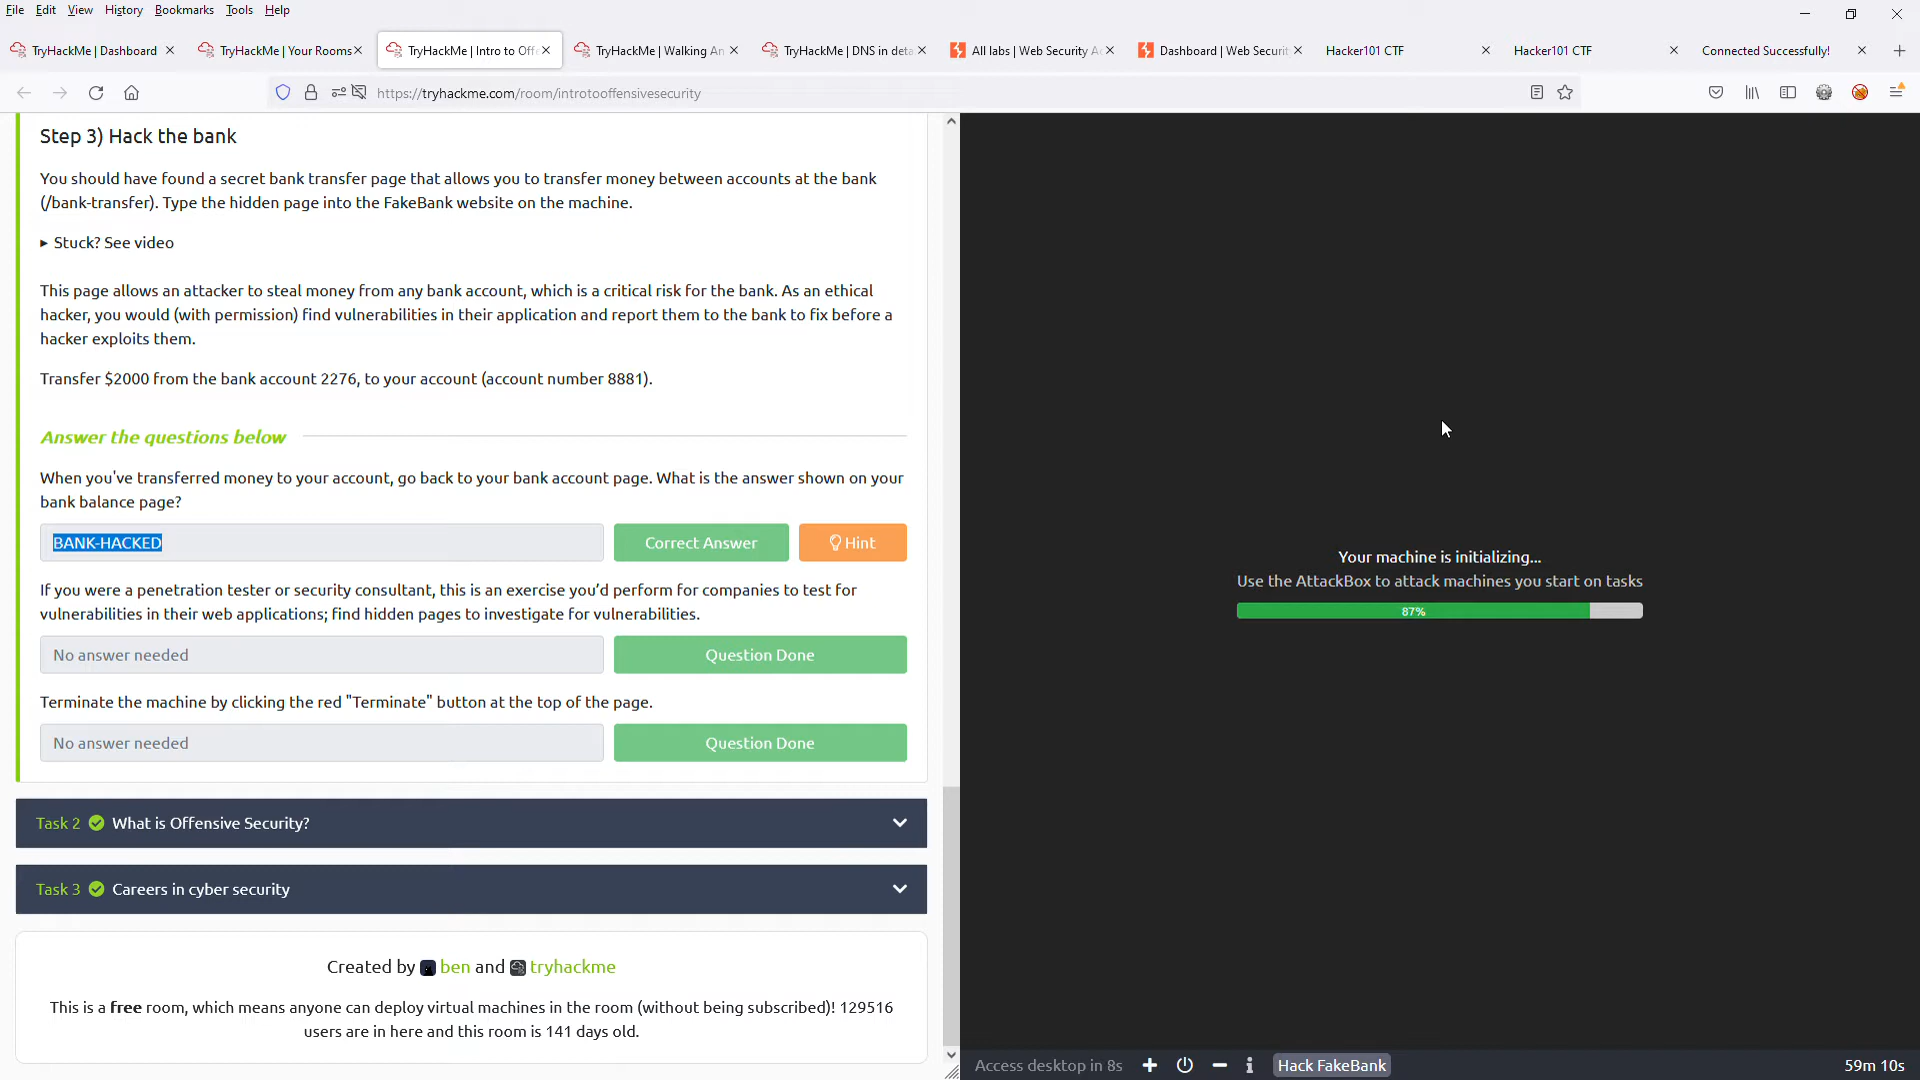 File Edit View History Bookmarks Tools Help
TryHackMe | Dashboard
TryHackMe | Your Rooms
TryHackMe | Intro to Offe
TryHackMe | Walking An
TryHackMe | DNS in deta
All labs | Web Security Ac
Dashboard | Web Securit
Hacker101 CTF
Hacker101 CTF
Connected Successfully!
https://tryhackme.com/room/introtooffensivesecurity
Step 3) Hack the bank
You should have found a secret bank transfer page that allows you to transfer money between accounts at the bank
(/bank-transfer). Type the hidden page into the FakeBank website on the machine.
▸ Stuck? See video
This page allows an attacker to steal money from any bank account, which is a critical risk for the bank. As an ethical
hacker, you would (with permission) find vulnerabilities in their application and report them to the bank to fix before a
hacker exploits them.
Transfer $2000 from the bank account 2276, to your account (account number 8881).
Answer the questions below
When you've transferred money to your account, go back to your bank account page. What is the answer shown on your
bank balance page?
BANK-HACKED
Correct Answer
Hint
If you were a penetration tester or security consultant, this is an exercise you’d perform for companies to test for
vulnerabilities in their web applications; find hidden pages to investigate for vulnerabilities.
No answer needed
Question Done
Terminate the machine by clicking the red "Terminate" button at the top of the page.
No answer needed
Question Done
Task 2 What is Offensive Security?
Task 3 Careers in cyber security
Created by ben and tryhackme
This is a free room, which means anyone can deploy virtual machines in the room (without being subscribed)! 129516
users are in here and this room is 141 days old.
Your machine is initializing...
Use the AttackBox to attack machines you start on tasks
87%
Access desktop in 8s
Hack FakeBank
59m 10s